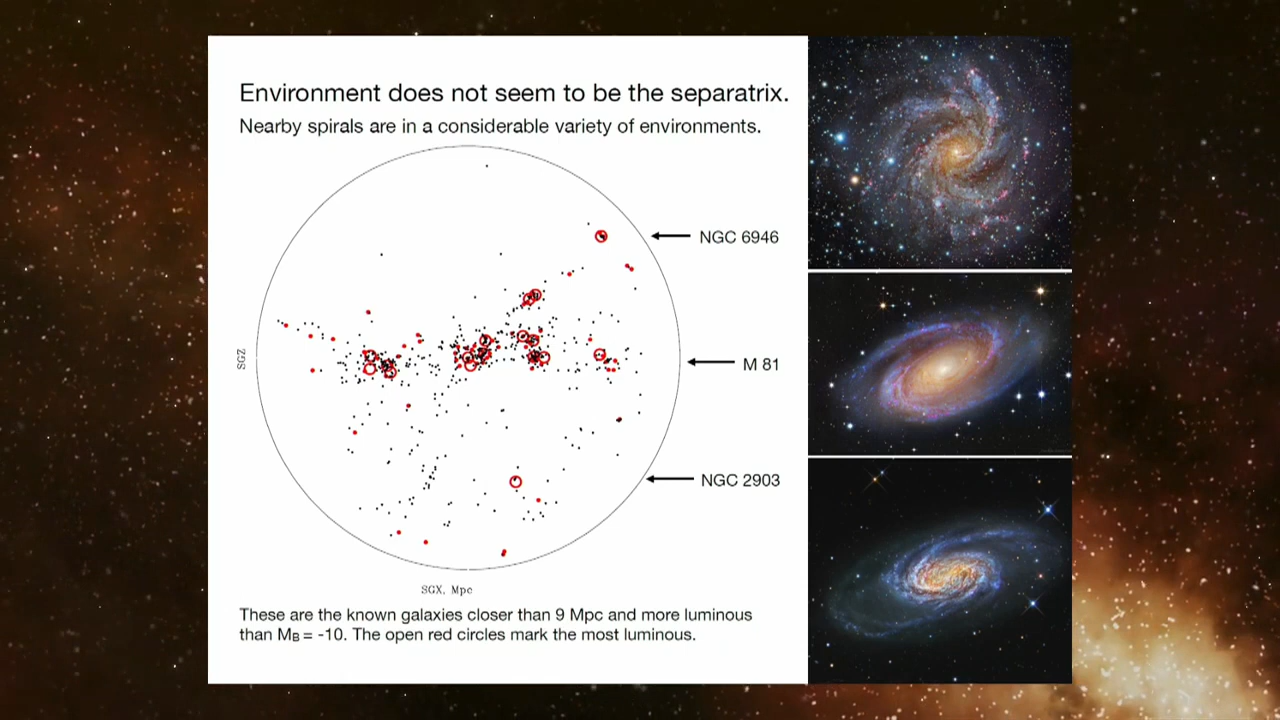 Environment does not seem to be the separatrix.
Nearby spirals are in a considerable variety of environments.
NGC 6946
SGZ
M 81
NGC 2903
SGX, Mpc
These are the known galaxies closer than 9 Mpc and more luminous
than MB = -10. The open red circles mark the most luminous.